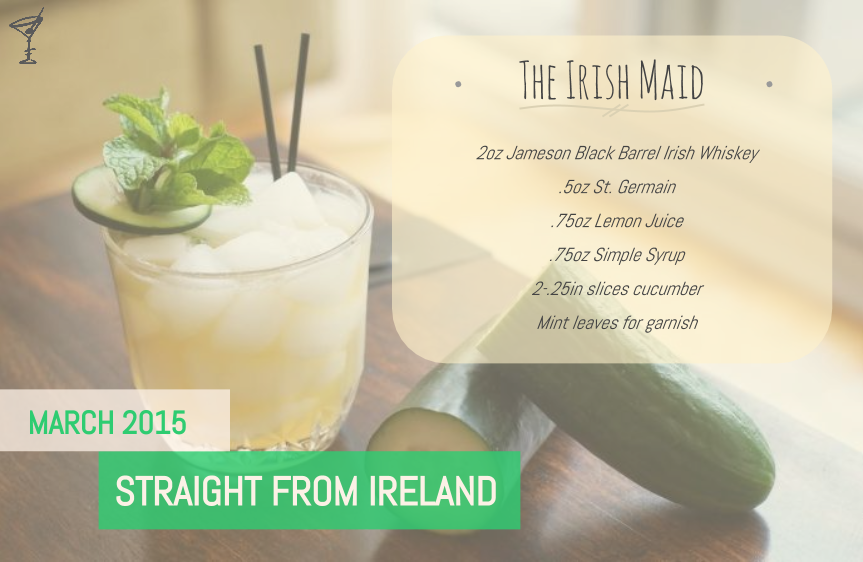 The Irish Maid
2oz Jameson Black Barrel Irish Whiskey
.5oz St. Germain
.75oz Lemon Juice
.75oz Simple Syrup
2-.25in slices cucumber
Mint leaves for garnish
MARCH 2015
STRAIGHT FROM IRELAND